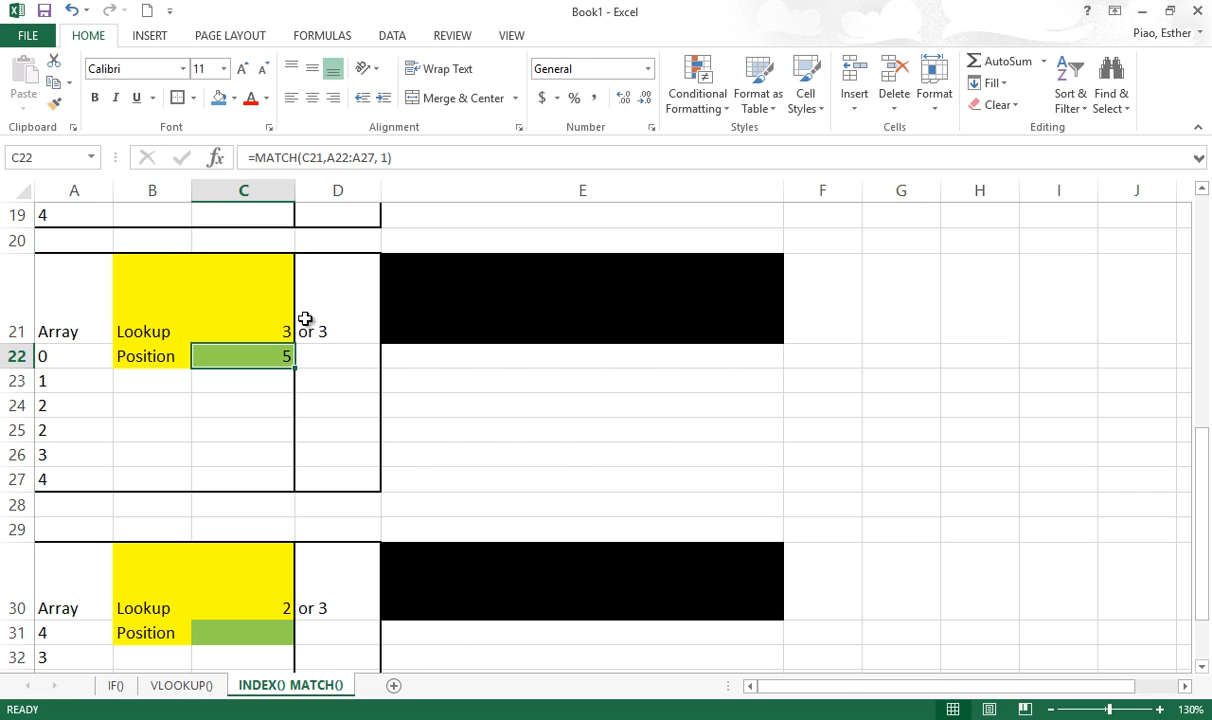 Book1 - Excel
?
Piao, Esther
FILE HOME INSERT PAGE LAYOUT FORMULAS DATA REVIEW VIEW
Paste
Calibri 11 A A
B I U A
Wrap Text
Merge & Center
General
$ % ,
Conditional Formatting
Format as Table
Cell Styles
Insert
Delete
Format
AutoSum
Fill
Clear
Sort & Filter
Find & Select
Clipboard Font Alignment Number Styles Cells Editing
C22 fx =MATCH(C21,A22:A27, 1)
A B C D E F G H I J
19 4
20
21 Array Lookup 3 or 3
22 0 Position 5
23 1
24 2
25 2
26 3
27 4
28
29
30 Array Lookup 2 or 3
31 4 Position
32 3
IF() VLOOKUP() INDEX() MATCH()
READY 130%